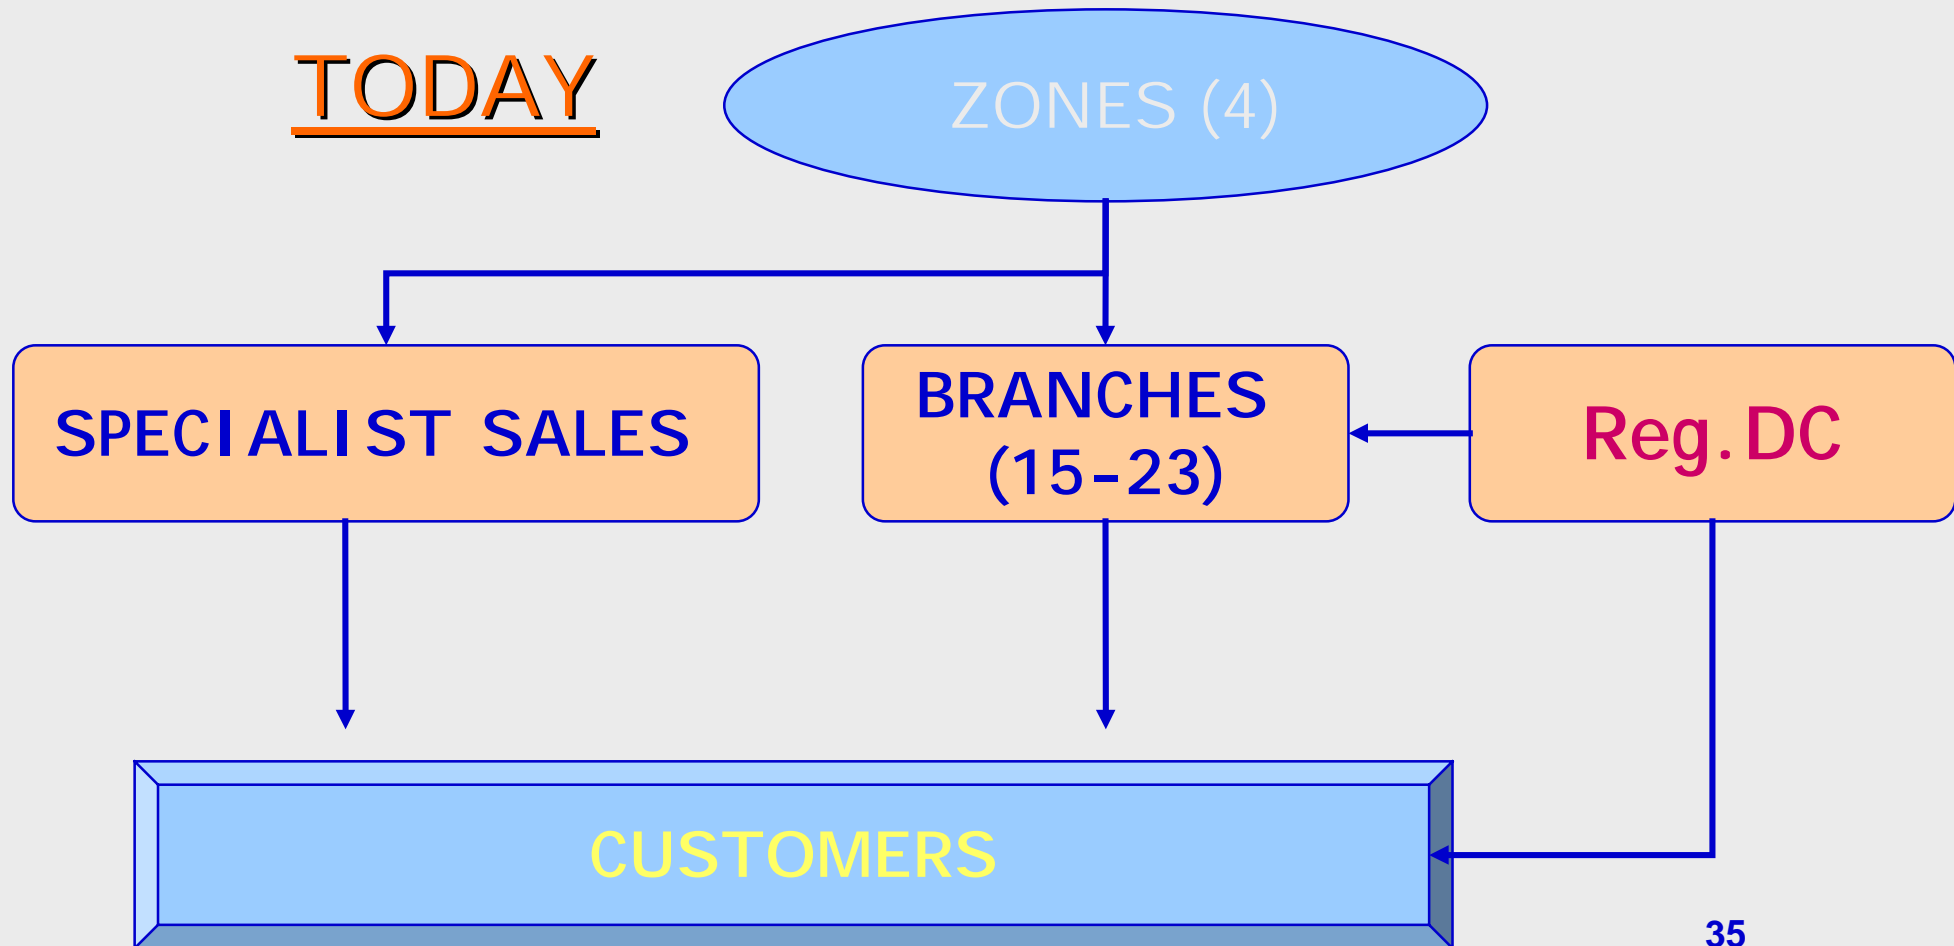 TODAY
ZONES (4)
SPECIALIST SALES
BRANCHES
(15-23)
Reg.DC
CUSTOMERS
35